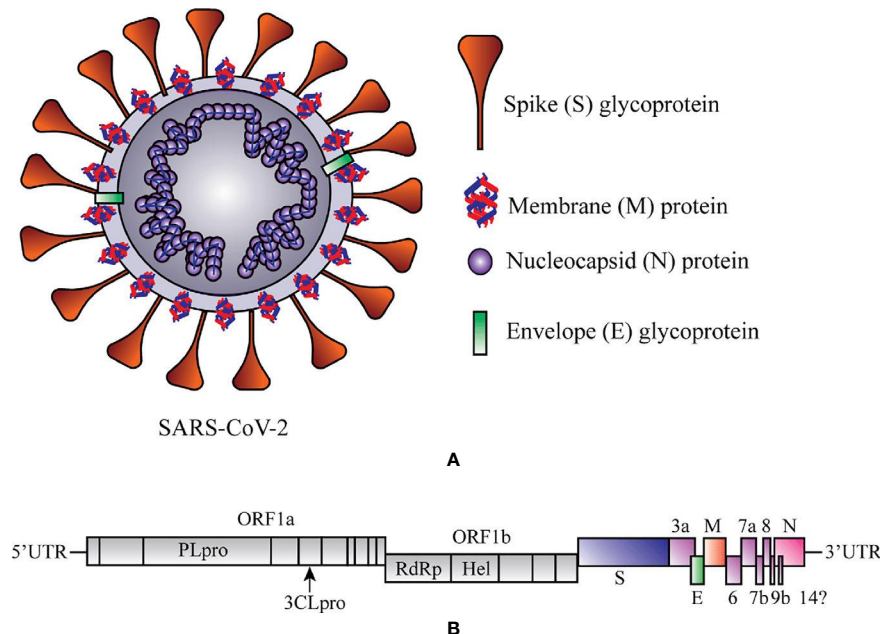 Spike (S) glycoprotein
Membrane (M) protein
Nucleocapsid (N) protein
Envelope (E) glycoprotein
SARS-CoV-2
A
ORF1a
ORF1b
3a M 7a 8 N
5'UTR
PLpro
3'UTR
RdRp Hel
S
E 6 7b 9b 14?
3CLpro
B